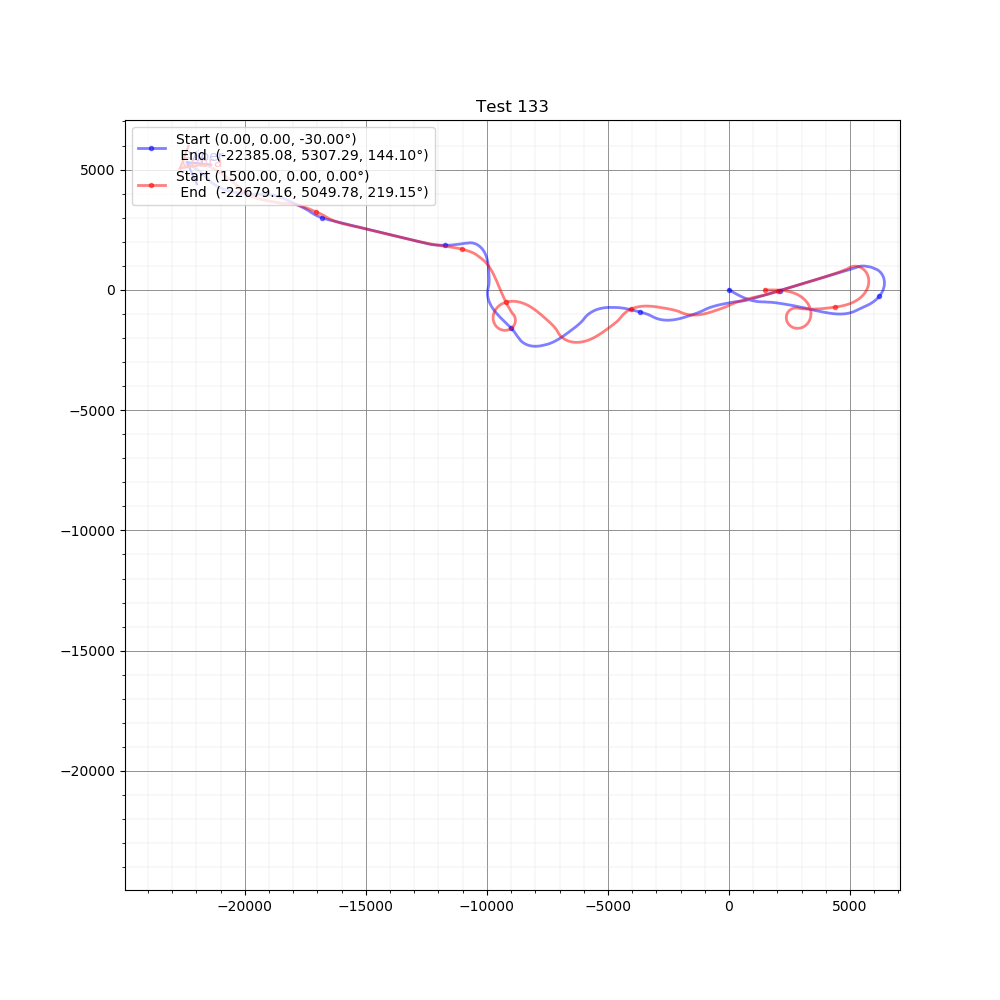 Test 133
Start (0.00, 0.00, -30.00°)
End  (-22385.08, 5307.29, 144.10°)
Start (1500.00, 0.00, 0.00°)
End  (-22679.16, 5049.78, 219.15°)
5000
0
−5000
−10000
−15000
−20000
−20000 −15000 −10000 −5000 0 5000